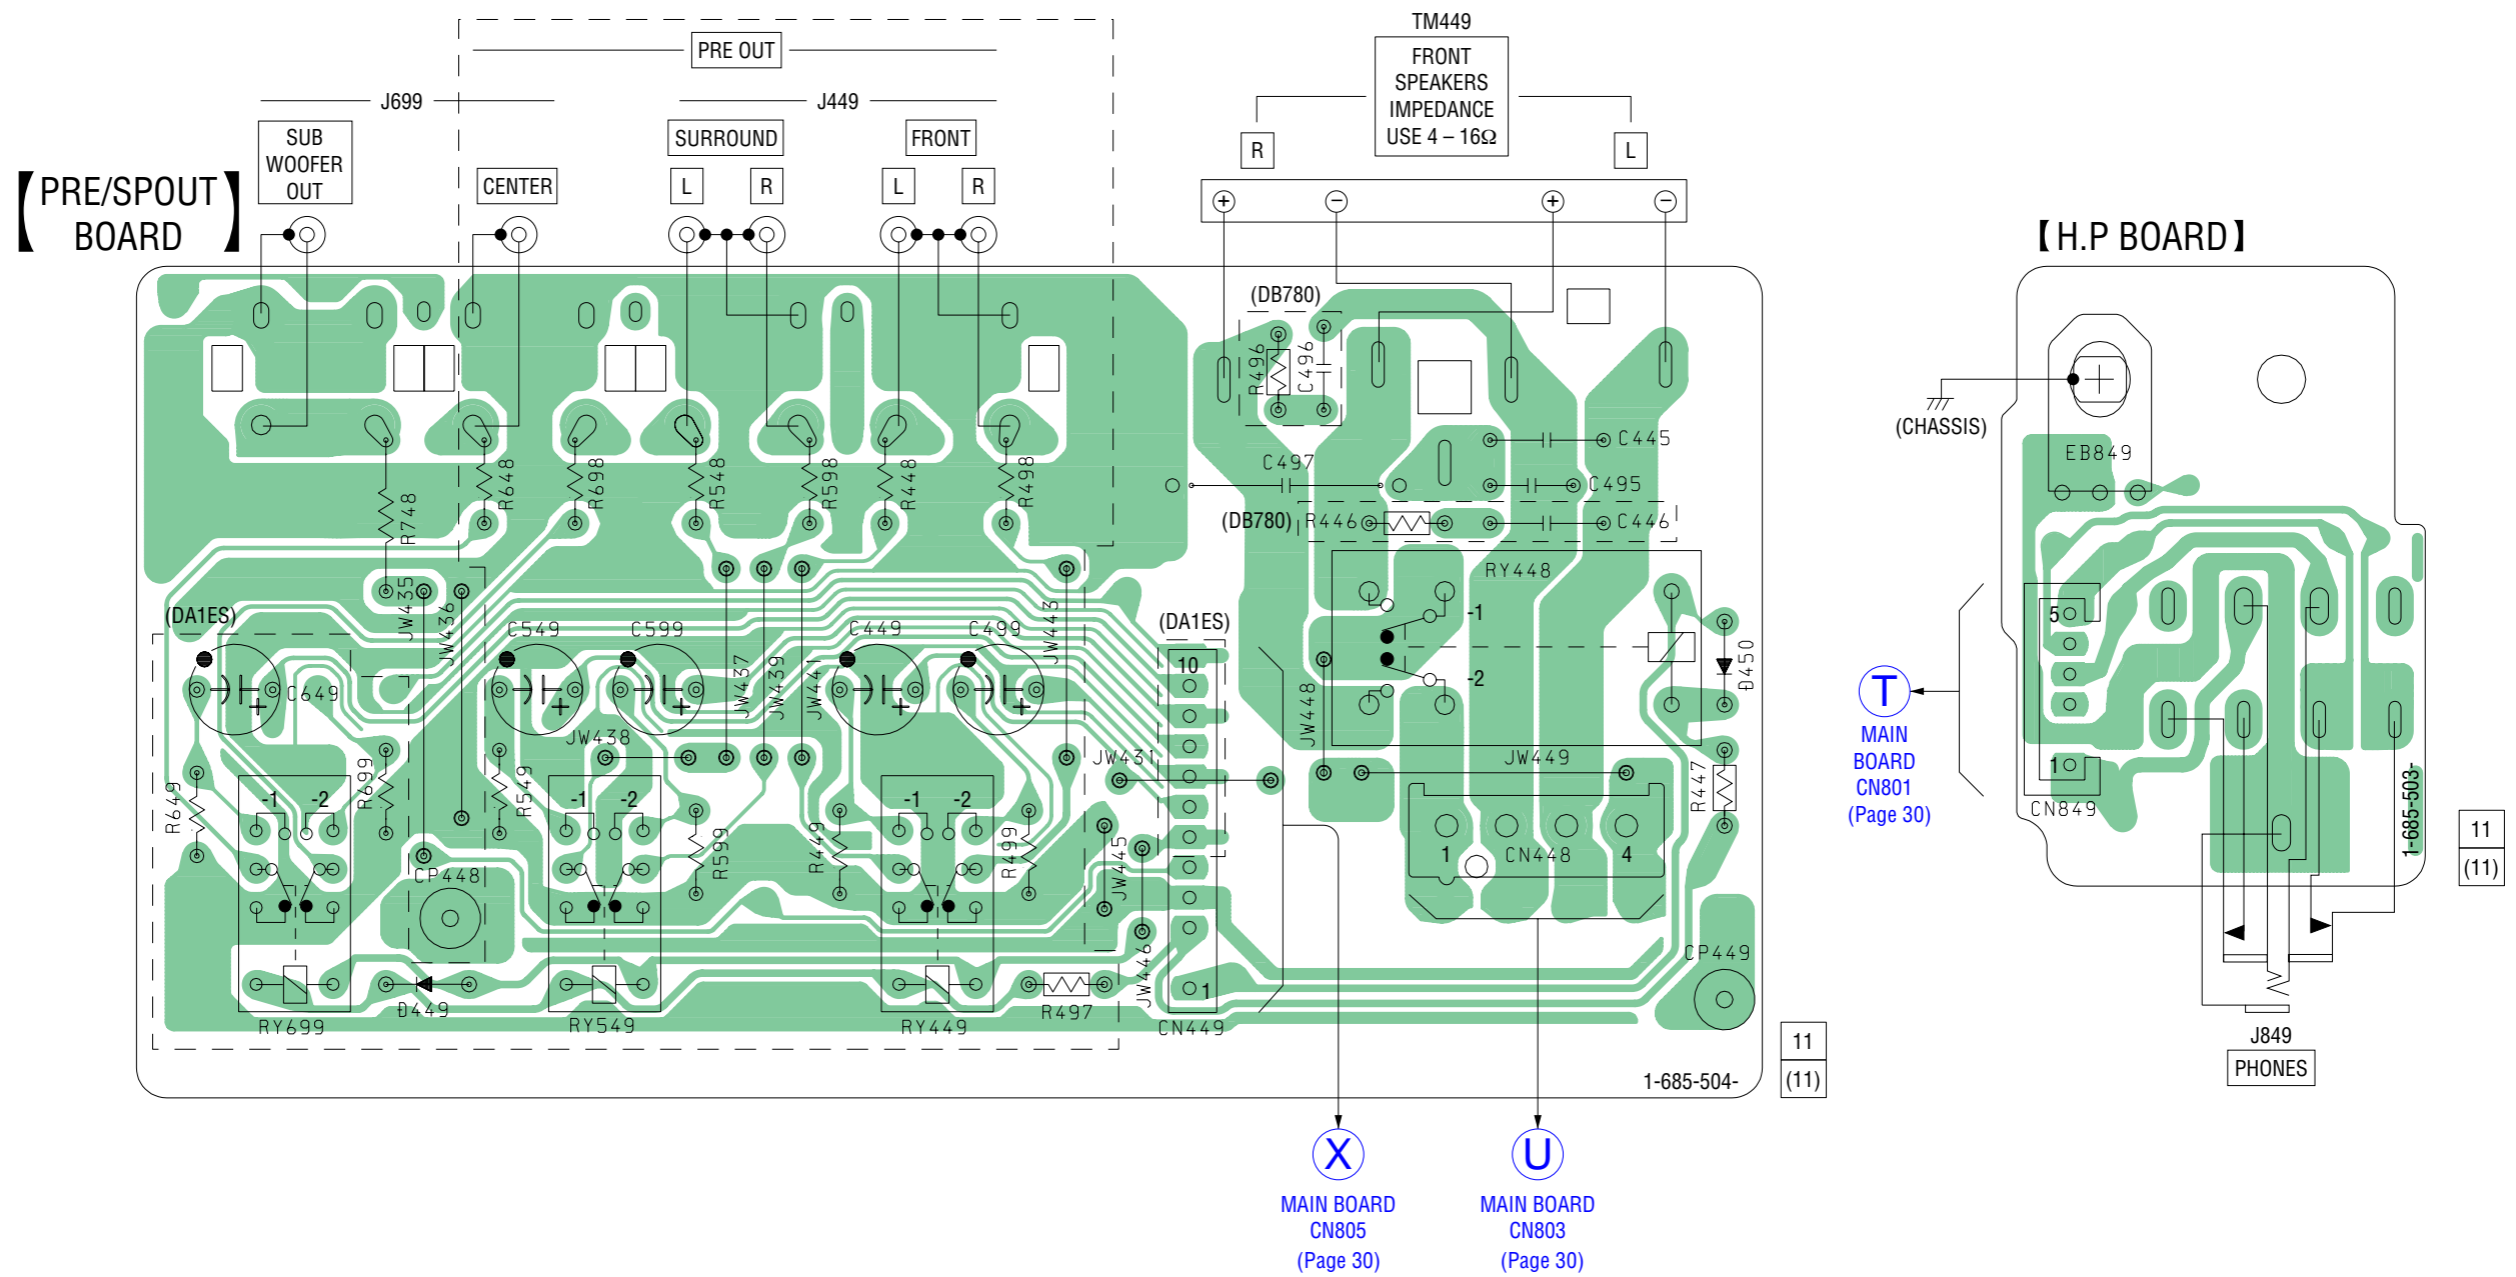 TM449
PRE OUT
FRONT
SPEAKERS
IMPEDANCE
USE 4 – 16Ω
J699
J449
SUB
WOOFER
OUT
SURROUND
FRONT
R
L
CENTER
L
R
L
R
【PRE/SPOUT
BOARD】
+
−
+
−
【H.P BOARD】
(DB780)
R496
C496
(CHASSIS)
EB849
R748
R648
R698
R548
R598
R448
R498
C497
C445
C495
(DB780)
R446
C446
RY448
-1
-2
D450
(DA1ES)
JW435
JW436
C549
C599
C449
C499
JW443
(DA1ES)
10
C649
JW437
JW439
JW441
JW438
JW431
JW448
JW449
R447
R649
-1
-2
R699
R549
-1
-2
R599
R449
-1
-2
R499
JW445
1
CN448
4
CP448
JW446
1
CP449
RY699
D449
RY549
RY449
R497
CN449
1-685-504-
11
(11)
T
MAIN
BOARD
CN801
(Page 30)
5
1
CN849
1-685-503-
11
(11)
J849
PHONES
X
MAIN BOARD
CN805
(Page 30)
U
MAIN BOARD
CN803
(Page 30)